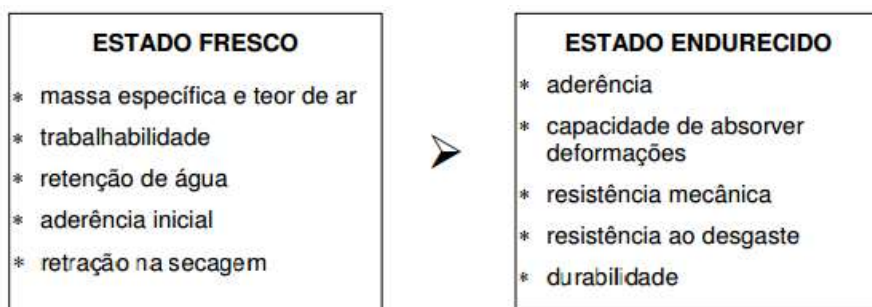 ESTADO FRESCO
* massa específica e teor de ar
* trabalhabilidade
* retenção de água
* aderência inicial
* retração na secagem
➢
ESTADO ENDURECIDO
* aderência
* capacidade de absorver
deformações
* resistência mecânica
* resistência ao desgaste
* durabilidade